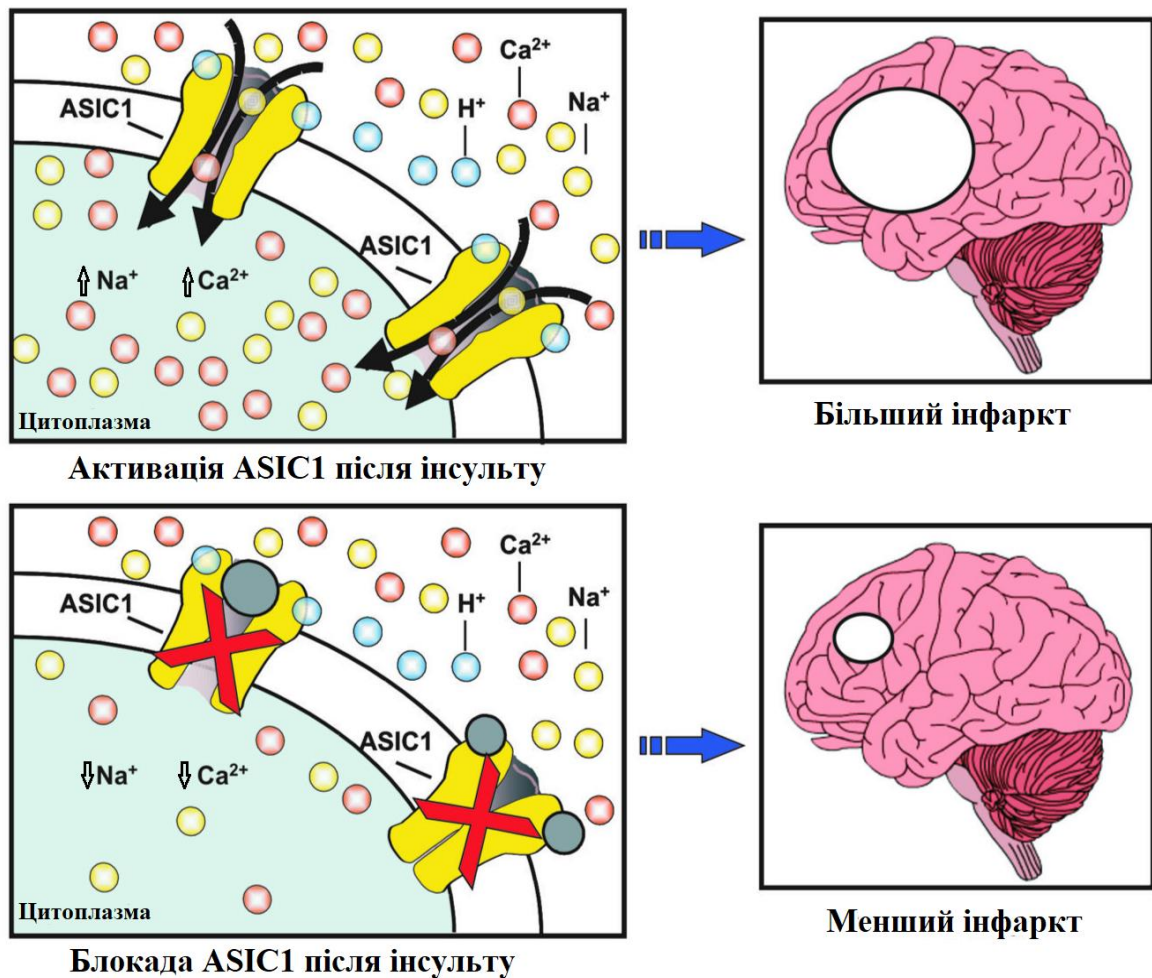 Ca²⁺
H⁺
Na⁺
ASIC1
ASIC1
Na⁺
Ca²⁺
Цитоплазма
Більший інфаркт
Активація ASIC1 після інсульту
Ca²⁺
H⁺
Na⁺
ASIC1
ASIC1
Na⁺
Ca²⁺
Цитоплазма
Менший інфаркт
Блокада ASIC1 після інсульту